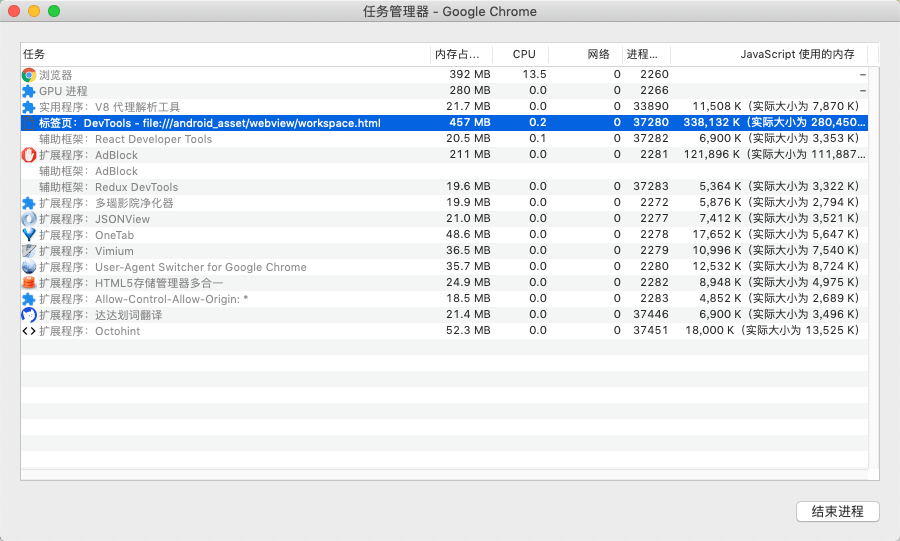 任务管理器 - Google Chrome
任务 内存占... CPU 网络 进程... JavaScript 使用的内存
浏览器 392 MB 13.5 0 2260 –
GPU 进程 280 MB 0.0 0 2266 –
实用程序：V8 代理解析工具 21.7 MB 0.0 0 33890 11,508 K（实际大小为 7,870 K）
标签页：DevTools - file:///android_asset/webview/workspace.html 457 MB 0.2 0 37280 338,132 K（实际大小为 280,450...
辅助框架：React Developer Tools 20.5 MB 0.1 0 37282 6,900 K（实际大小为 3,353 K）
扩展程序：AdBlock 211 MB 0.0 0 2281 121,896 K（实际大小为 111,887...
辅助框架：AdBlock
辅助框架：Redux DevTools 19.6 MB 0.0 0 37283 5,364 K（实际大小为 3,322 K）
扩展程序：多瑙影院净化器 19.9 MB 0.0 0 2272 5,876 K（实际大小为 2,794 K）
扩展程序：JSONView 21.0 MB 0.0 0 2277 7,412 K（实际大小为 3,521 K）
扩展程序：OneTab 48.6 MB 0.0 0 2278 17,652 K（实际大小为 5,647 K）
扩展程序：Vimium 36.5 MB 0.0 0 2279 10,996 K（实际大小为 7,540 K）
扩展程序：User-Agent Switcher for Google Chrome 35.7 MB 0.0 0 2280 12,532 K（实际大小为 8,724 K）
扩展程序：HTML5存储管理器多合一 24.9 MB 0.0 0 2282 8,948 K（实际大小为 4,975 K）
扩展程序：Allow-Control-Allow-Origin: * 18.5 MB 0.0 0 2283 4,852 K（实际大小为 2,689 K）
扩展程序：达达划词翻译 21.4 MB 0.0 0 37446 6,900 K（实际大小为 3,496 K）
扩展程序：Octohint 52.3 MB 0.0 0 37451 18,000 K（实际大小为 13,525 K）
结束进程